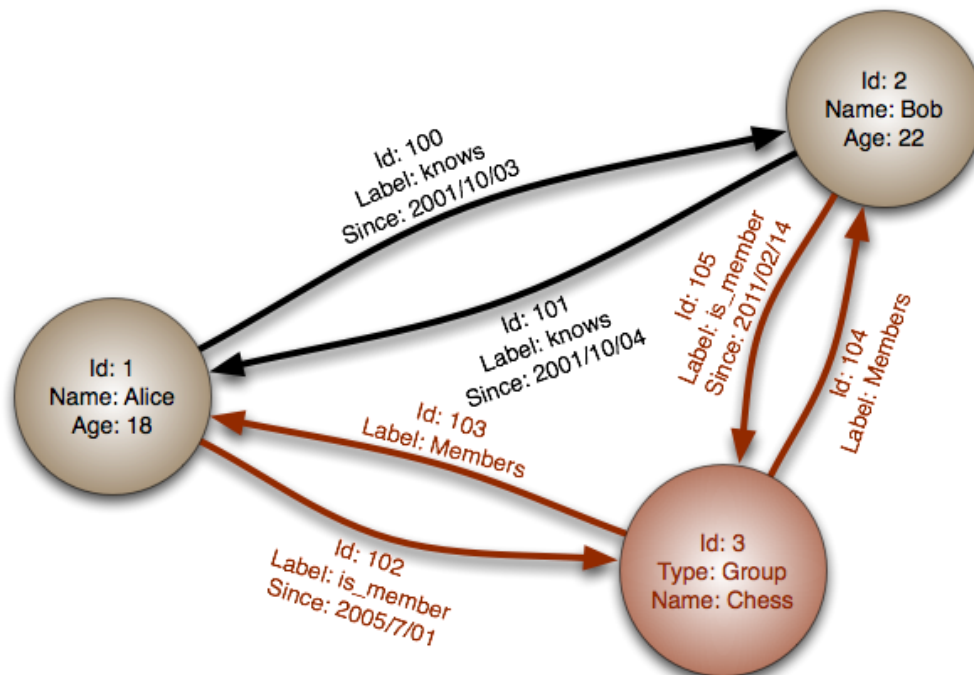 Id: 2
Name: Bob
Age: 22
Id: 100
Label: knows
Since: 2001/10/03
Id: 101
Label: knows
Since: 2001/10/04
Id: 105
Label: is_member
Since: 2011/02/14
Id: 104
Label: Members
Id: 1
Name: Alice
Age: 18
Id: 103
Label: Members
Id: 102
Label: is_member
Since: 2005/7/01
Id: 3
Type: Group
Name: Chess